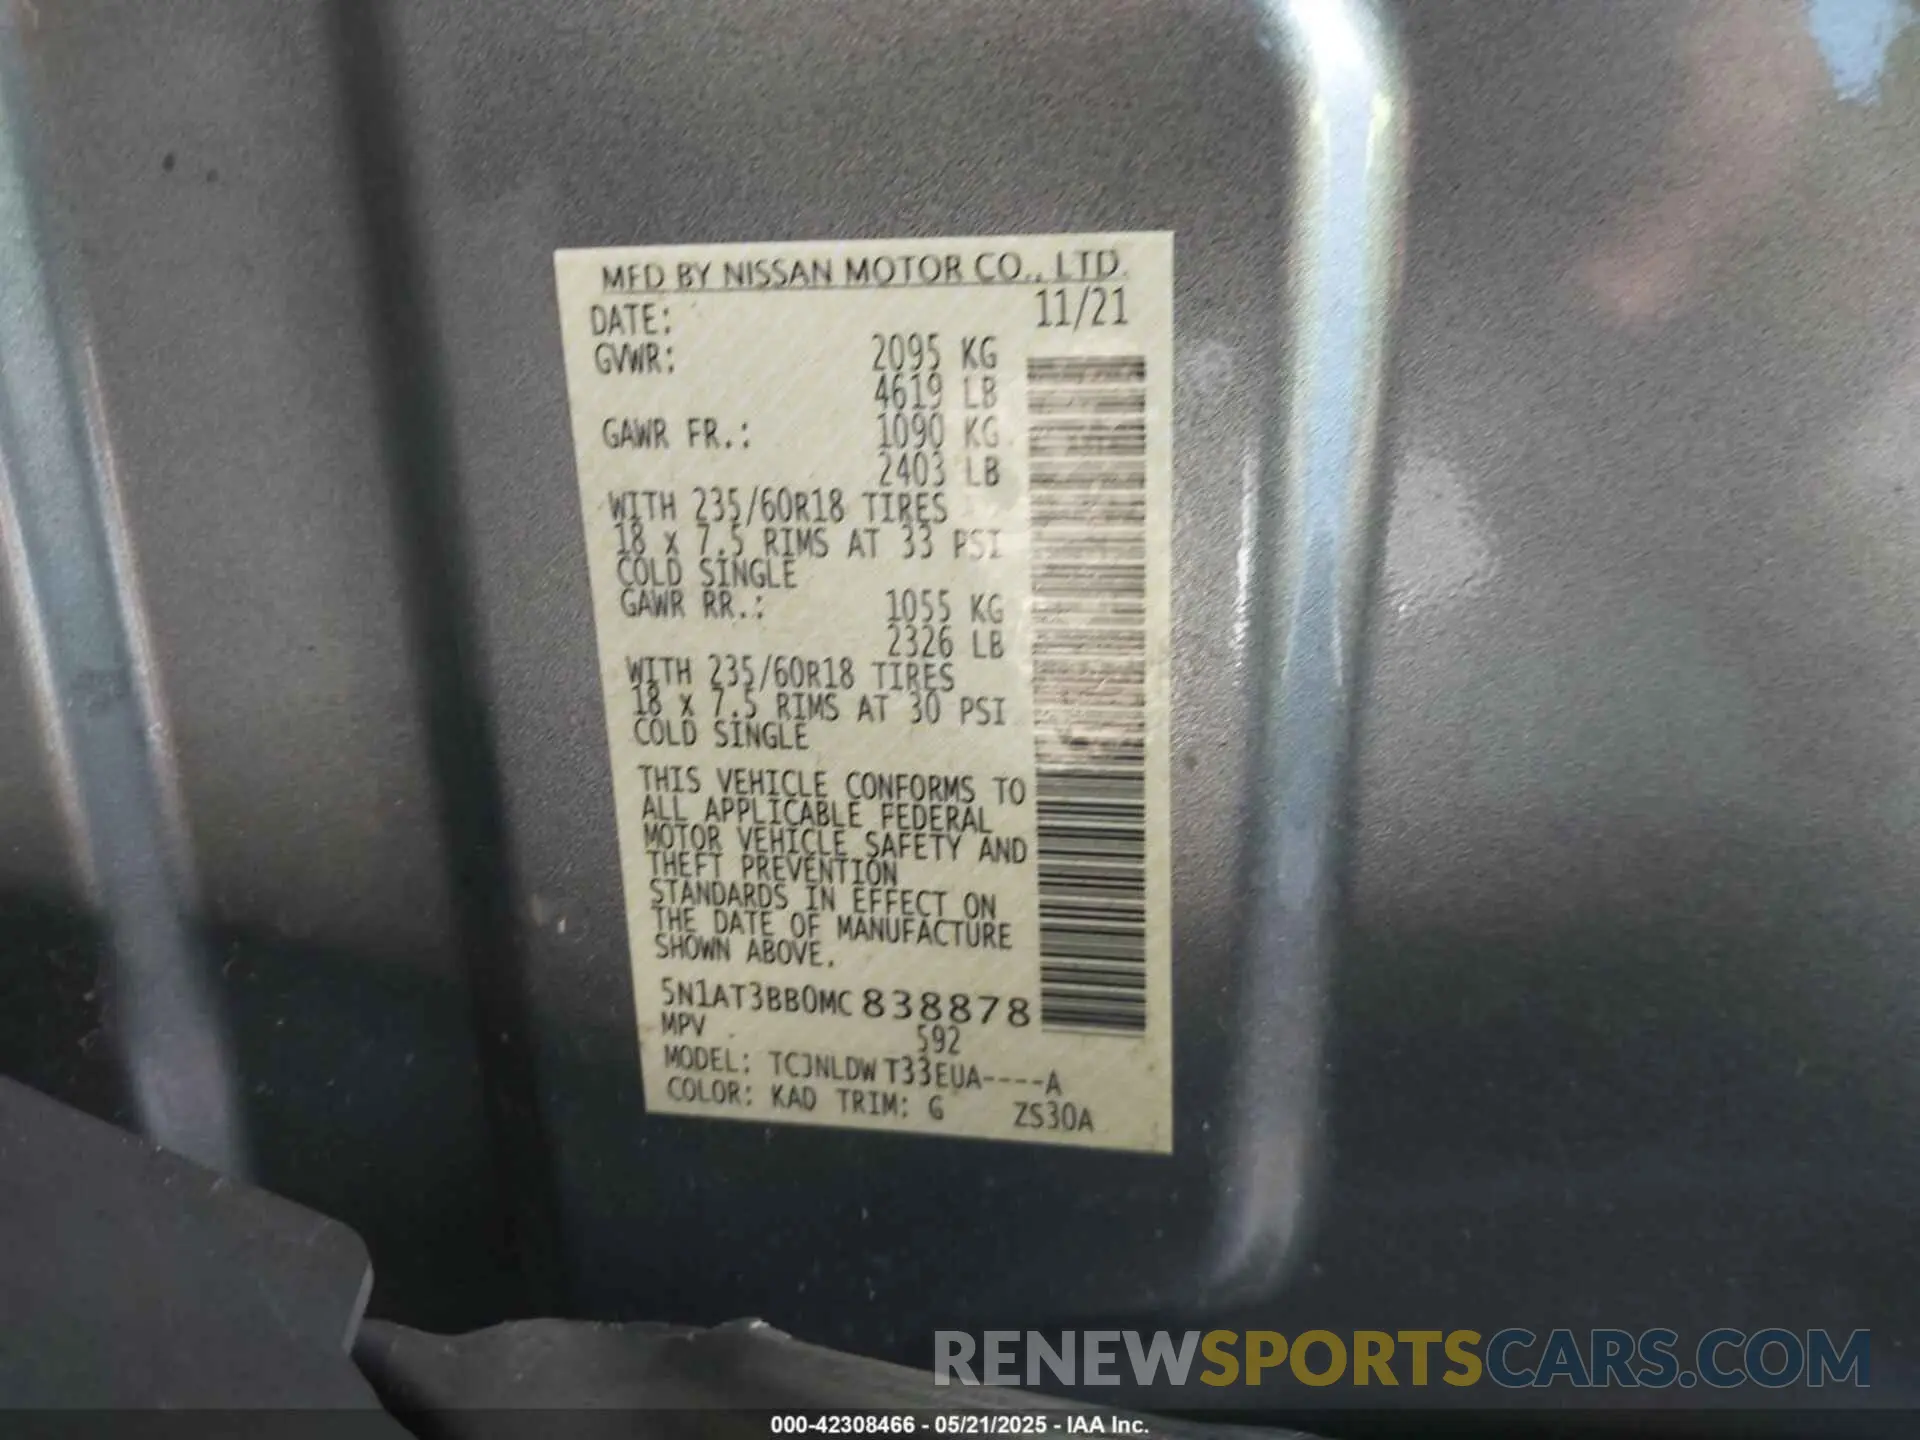 MFD BY NISSAN MOTOR CO., LTD.
DATE: 11/21
GVWR: 2095 KG
4619 LB
GAWR FR.: 1090 KG
2403 LB
WITH 235/60R18 TIRES
18 x 7.5 RIMS AT 33 PSI
COLD SINGLE
GAWR RR.: 1055 KG
2326 LB
WITH 235/60R18 TIRES
18 x 7.5 RIMS AT 30 PSI
COLD SINGLE
THIS VEHICLE CONFORMS TO
ALL APPLICABLE FEDERAL
MOTOR VEHICLE SAFETY AND
THEFT PREVENTION
STANDARDS IN EFFECT ON
THE DATE OF MANUFACTURE
SHOWN ABOVE.
5N1AT3BB0MC838878
MPV 592
MODEL: TCJNLDW T33EUA----A
COLOR: KAD TRIM: G ZS30A
RENEWSPORTSCARS.COM
000-42308466 - 05/21/2025 - IAA Inc.